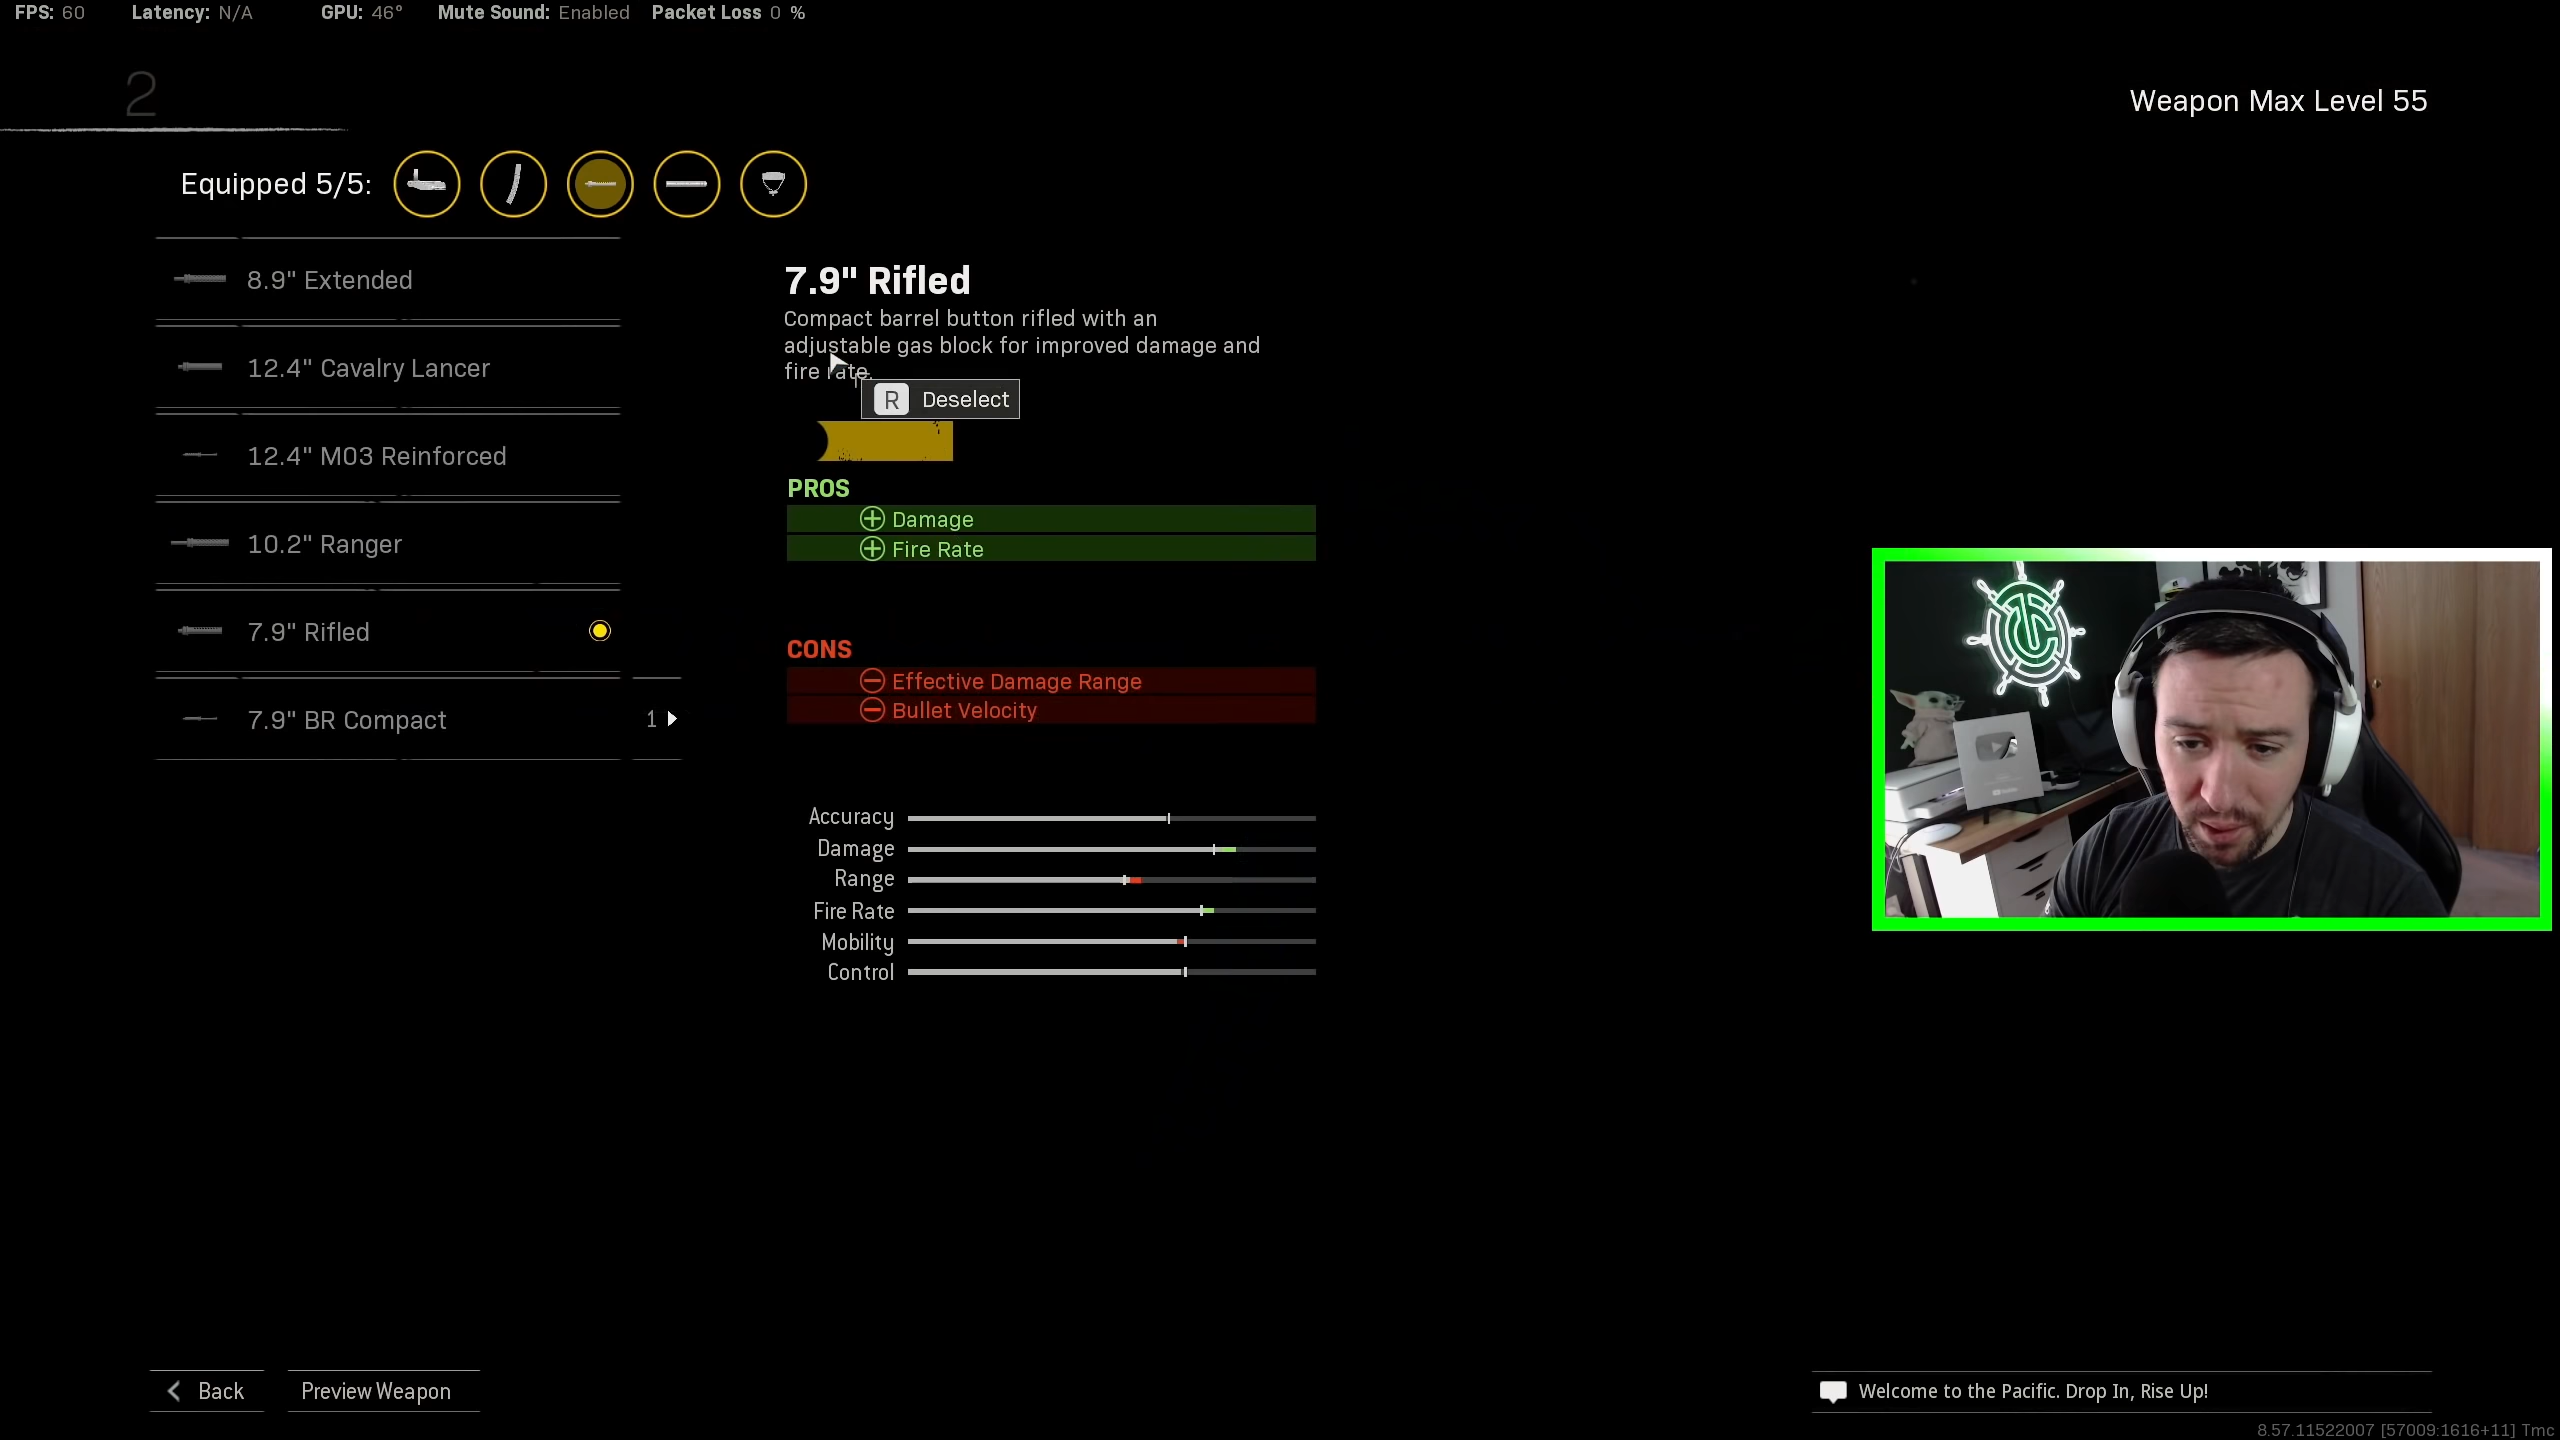 FPS: 60 Latency: N/A GPU: 46° Mute Sound: Enabled Packet Loss 0 %
2
Weapon Max Level 55
Equipped 5/5:
8.9" Extended
12.4" Cavalry Lancer
12.4" M03 Reinforced
10.2" Ranger
7.9" Rifled
7.9" BR Compact 1
7.9" Rifled
Compact barrel button rifled with an
adjustable gas block for improved damage and
fire rate.
R Deselect
PROS
Damage
Fire Rate
CONS
Effective Damage Range
Bullet Velocity
Accuracy
Damage
Range
Fire Rate
Mobility
Control
Back
Preview Weapon
Welcome to the Pacific. Drop In, Rise Up!
8.57.11522007 [57009:1616+11] Tmc